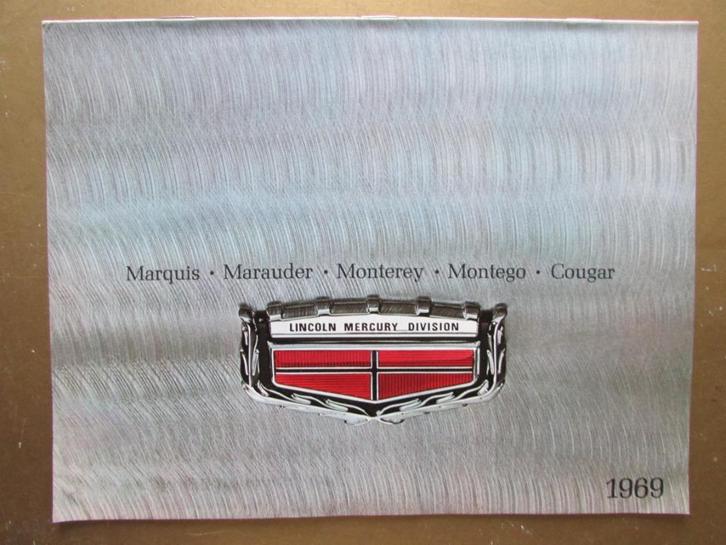 Marquis • Marauder • Monterey • Montego • Cougar
LINCOLN MERCURY DIVISION
1969